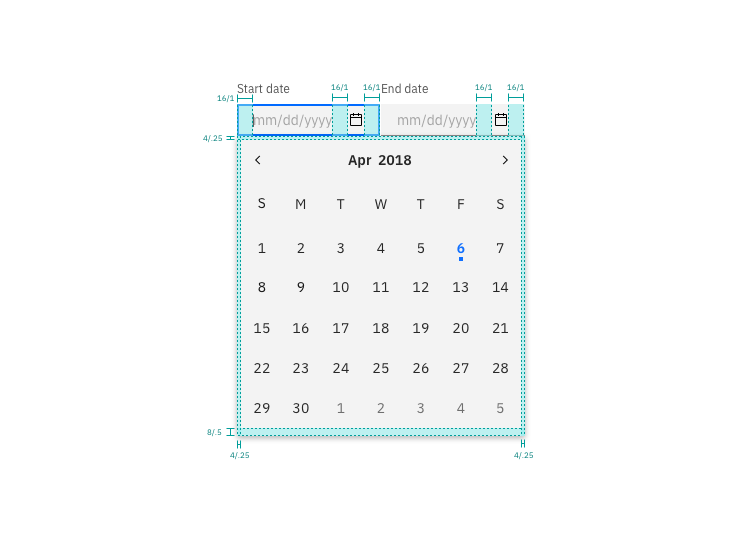 Start date
16/1
16/1
End date
16/1
16/1
16/1
mm/dd/yyyy
mm/dd/yyyy
4/.25
Apr 2018
S M T W T F S
1 2 3 4 5 6 7
8 9 10 11 12 13 14
15 16 17 18 19 20 21
22 23 24 25 26 27 28
29 30 1 2 3 4 5
8/.5
4/.25
4/.25